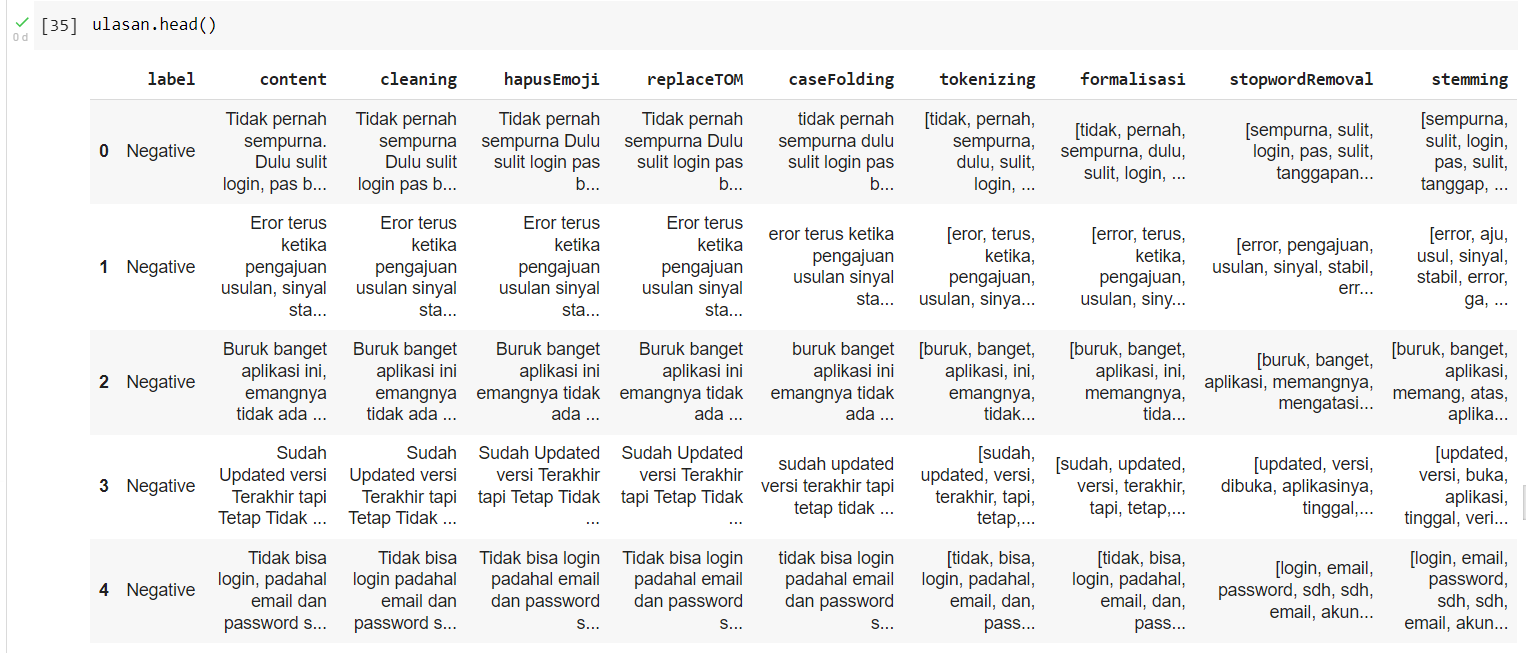 [35] ulasan.head()
0 d
label content cleaning hapusEmoji replaceTOM caseFolding tokenizing formalisasi stopwordRemoval stemming
0 Negative
Tidak pernah
sempurna.
Dulu sulit
login, pas b...
Tidak pernah
sempurna
Dulu sulit
login pas b...
Tidak pernah
sempurna Dulu
sulit login pas
b...
Tidak pernah
sempurna Dulu
sulit login pas
b...
tidak pernah
sempurna dulu
sulit login pas
b...
[tidak, pernah,
sempurna,
dulu, sulit,
login, ...
[tidak, pernah,
sempurna, dulu,
sulit, login, ...
[sempurna, sulit,
login, pas, sulit,
tanggapan...
[sempurna,
sulit, login,
pas, sulit,
tanggap, ...
1 Negative
Eror terus
ketika
pengajuan
usulan, sinyal
sta...
Eror terus
ketika
pengajuan
usulan sinyal
sta...
Eror terus
ketika
pengajuan
usulan sinyal
sta...
Eror terus
ketika
pengajuan
usulan sinyal
sta...
eror terus ketika
pengajuan
usulan sinyal
sta...
[eror, terus,
ketika,
pengajuan,
usulan, sinya...
[error, terus,
ketika,
pengajuan,
usulan, siny...
[error, pengajuan,
usulan, sinyal, stabil,
err...
[error, aju,
usul, sinyal,
stabil, error,
ga, ...
2 Negative
Buruk banget
aplikasi ini,
emangnya
tidak ada ...
Buruk banget
aplikasi ini
emangnya
tidak ada ...
Buruk banget
aplikasi ini
emangnya tidak
ada ...
Buruk banget
aplikasi ini
emangnya tidak
ada ...
buruk banget
aplikasi ini
emangnya tidak
ada ...
[buruk, banget,
aplikasi, ini,
emangnya,
tidak...
[buruk, banget,
aplikasi, ini,
memangnya,
tida...
[buruk, banget,
aplikasi, memangnya,
mengatasi...
[buruk, banget,
aplikasi,
memang, atas,
aplika...
3 Negative
Sudah
Updated versi
Terakhir tapi
Tetap Tidak ...
Sudah
Updated versi
Terakhir tapi
Tetap Tidak ...
Sudah Updated
versi Terakhir
tapi Tetap Tidak
...
Sudah Updated
versi Terakhir
tapi Tetap Tidak
...
sudah updated
versi terakhir tapi
tetap tidak ...
[sudah,
updated, versi,
terakhir, tapi,
tetap,...
[sudah, updated,
versi, terakhir,
tapi, tetap,...
[updated, versi,
dibuka, aplikasinya,
tinggal,...
[updated,
versi, buka,
aplikasi,
tinggal, veri...
4 Negative
Tidak bisa
login, padahal
email dan
password s...
Tidak bisa
login padahal
email dan
password s...
Tidak bisa login
padahal email
dan password
s...
Tidak bisa login
padahal email
dan password
s...
tidak bisa login
padahal email
dan password
s...
[tidak, bisa,
login, padahal,
email, dan,
pass...
[tidak, bisa,
login, padahal,
email, dan,
pass...
[login, email,
password, sdh, sdh,
email, akun...
[login, email,
password,
sdh, sdh,
email, akun...